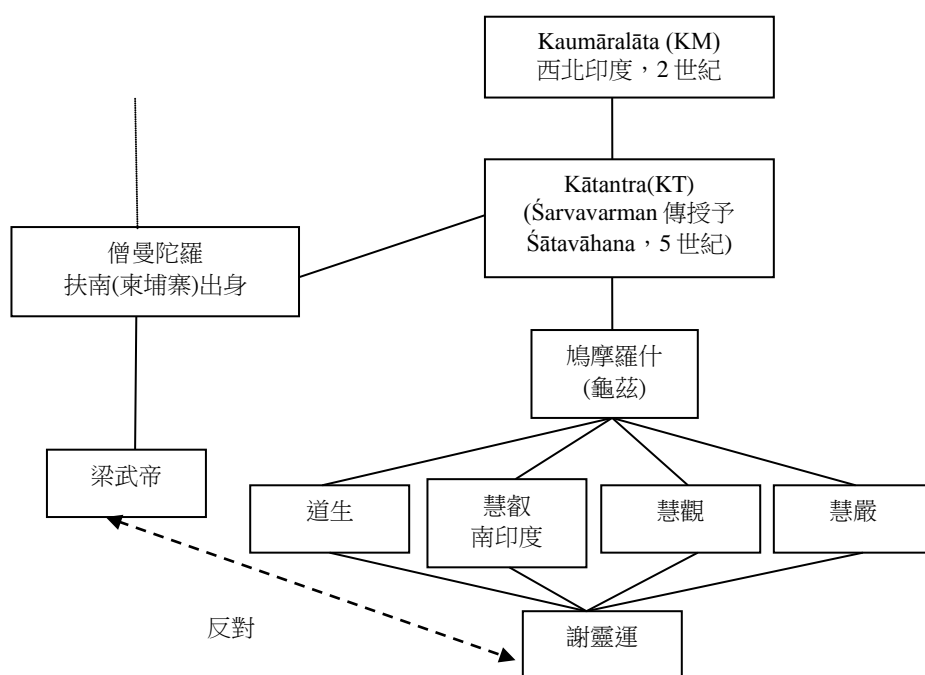 Kaumāralāta (KM)
西北印度，2 世紀
Kātantra(KT)
(Śarvavarman 傳授予
Śātavāhana，5 世紀)
僧曼陀羅
扶南(柬埔寨)出身
鳩摩羅什
(龜茲)
梁武帝
道生
慧叡
南印度
慧觀
慧嚴
反對
謝靈運